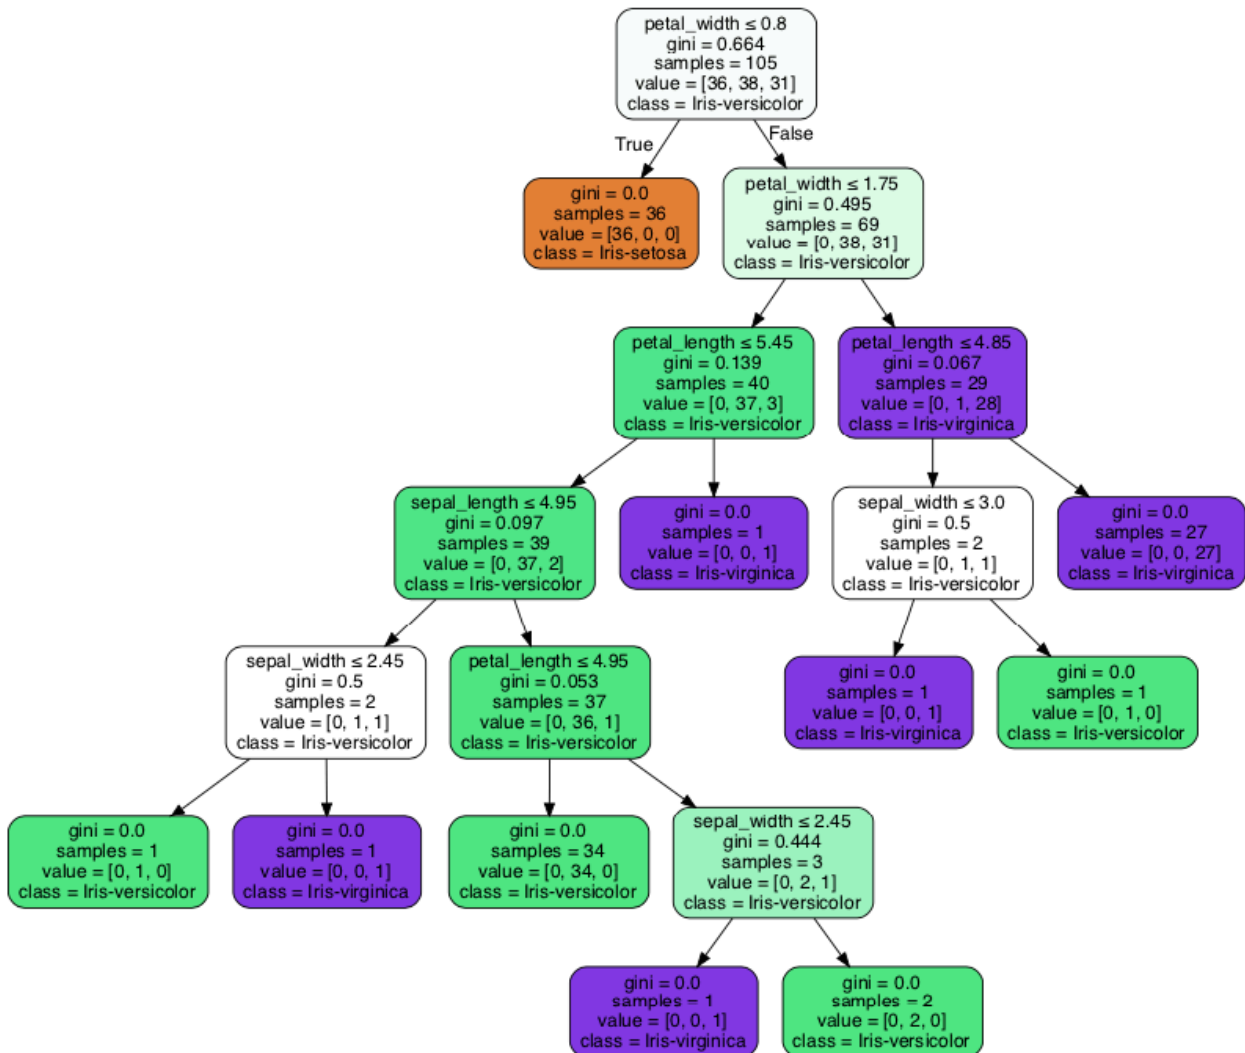 petal_width ≤ 0.8
gini = 0.664
samples = 105
value = [36, 38, 31]
class = Iris-versicolor
True
False
gini = 0.0
samples = 36
value = [36, 0, 0]
class = Iris-setosa
petal_width ≤ 1.75
gini = 0.495
samples = 69
value = [0, 38, 31]
class = Iris-versicolor
petal_length ≤ 5.45
gini = 0.139
samples = 40
value = [0, 37, 3]
class = Iris-versicolor
petal_length ≤ 4.85
gini = 0.067
samples = 29
value = [0, 1, 28]
class = Iris-virginica
sepal_length ≤ 4.95
gini = 0.097
samples = 39
value = [0, 37, 2]
class = Iris-versicolor
gini = 0.0
samples = 1
value = [0, 0, 1]
class = Iris-virginica
sepal_width ≤ 3.0
gini = 0.5
samples = 2
value = [0, 1, 1]
class = Iris-versicolor
gini = 0.0
samples = 27
value = [0, 0, 27]
class = Iris-virginica
sepal_width ≤ 2.45
gini = 0.5
samples = 2
value = [0, 1, 1]
class = Iris-versicolor
petal_length ≤ 4.95
gini = 0.053
samples = 37
value = [0, 36, 1]
class = Iris-versicolor
gini = 0.0
samples = 1
value = [0, 0, 1]
class = Iris-virginica
gini = 0.0
samples = 1
value = [0, 1, 0]
class = Iris-versicolor
gini = 0.0
samples = 1
value = [0, 1, 0]
class = Iris-versicolor
gini = 0.0
samples = 1
value = [0, 0, 1]
class = Iris-virginica
gini = 0.0
samples = 34
value = [0, 34, 0]
class = Iris-versicolor
sepal_width ≤ 2.45
gini = 0.444
samples = 3
value = [0, 2, 1]
class = Iris-versicolor
gini = 0.0
samples = 1
value = [0, 0, 1]
class = Iris-virginica
gini = 0.0
samples = 2
value = [0, 2, 0]
class = Iris-versicolor